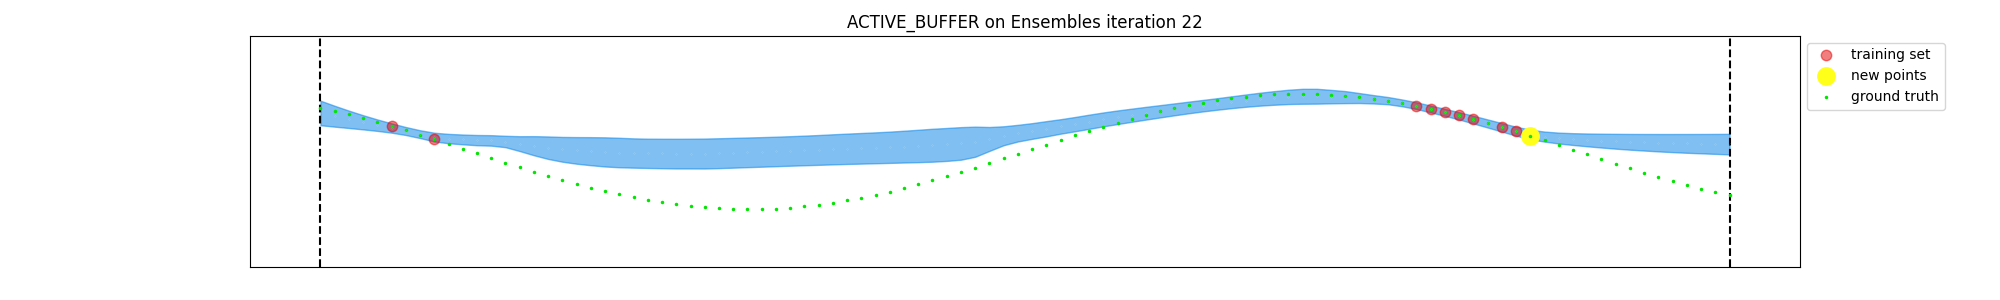 ACTIVE_BUFFER on Ensembles iteration 22
training set
new points
ground truth